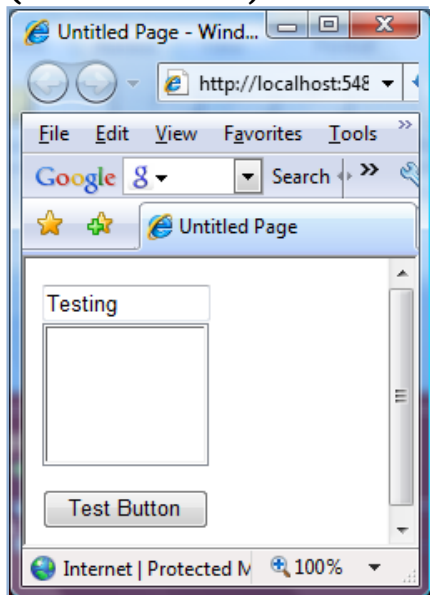 Untitled Page - Wind...
http://localhost:548
File Edit View Favorites Tools »
Google g Search »
Untitled Page
Testing
Test Button
Internet | Protected M 100%